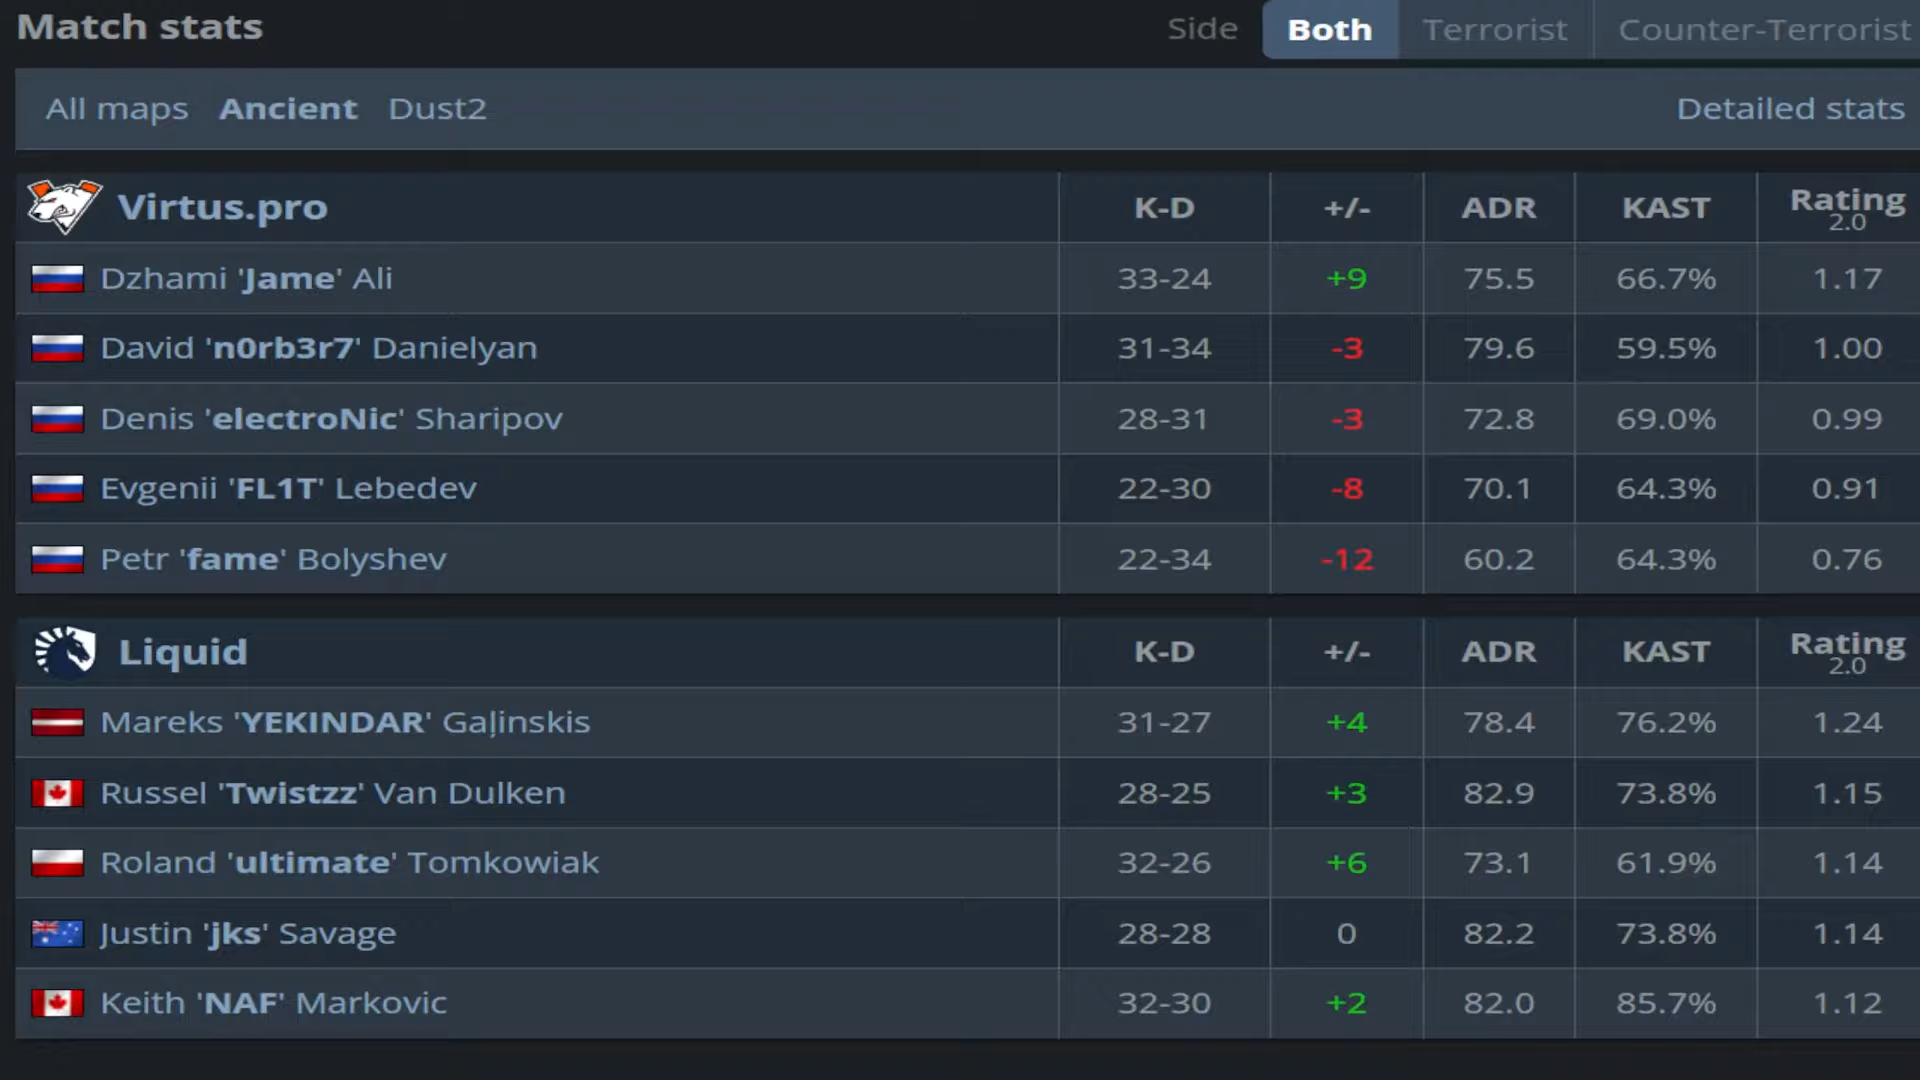 Match stats Side Both Terrorist Counter-Terrorist
All maps Ancient Dust2 Detailed stats
Virtus.pro K-D +/- ADR KAST Rating 2.0
Dzhami 'Jame' Ali 33-24 +9 75.5 66.7% 1.17
David 'n0rb3r7' Danielyan 31-34 -3 79.6 59.5% 1.00
Denis 'electroNic' Sharipov 28-31 -3 72.8 69.0% 0.99
Evgenii 'FL1T' Lebedev 22-30 -8 70.1 64.3% 0.91
Petr 'fame' Bolyshev 22-34 -12 60.2 64.3% 0.76
Liquid K-D +/- ADR KAST Rating 2.0
Mareks 'YEKINDAR' Gaļinskis 31-27 +4 78.4 76.2% 1.24
Russel 'Twistzz' Van Dulken 28-25 +3 82.9 73.8% 1.15
Roland 'ultimate' Tomkowiak 32-26 +6 73.1 61.9% 1.14
Justin 'jks' Savage 28-28 0 82.2 73.8% 1.14
Keith 'NAF' Markovic 32-30 +2 82.0 85.7% 1.12